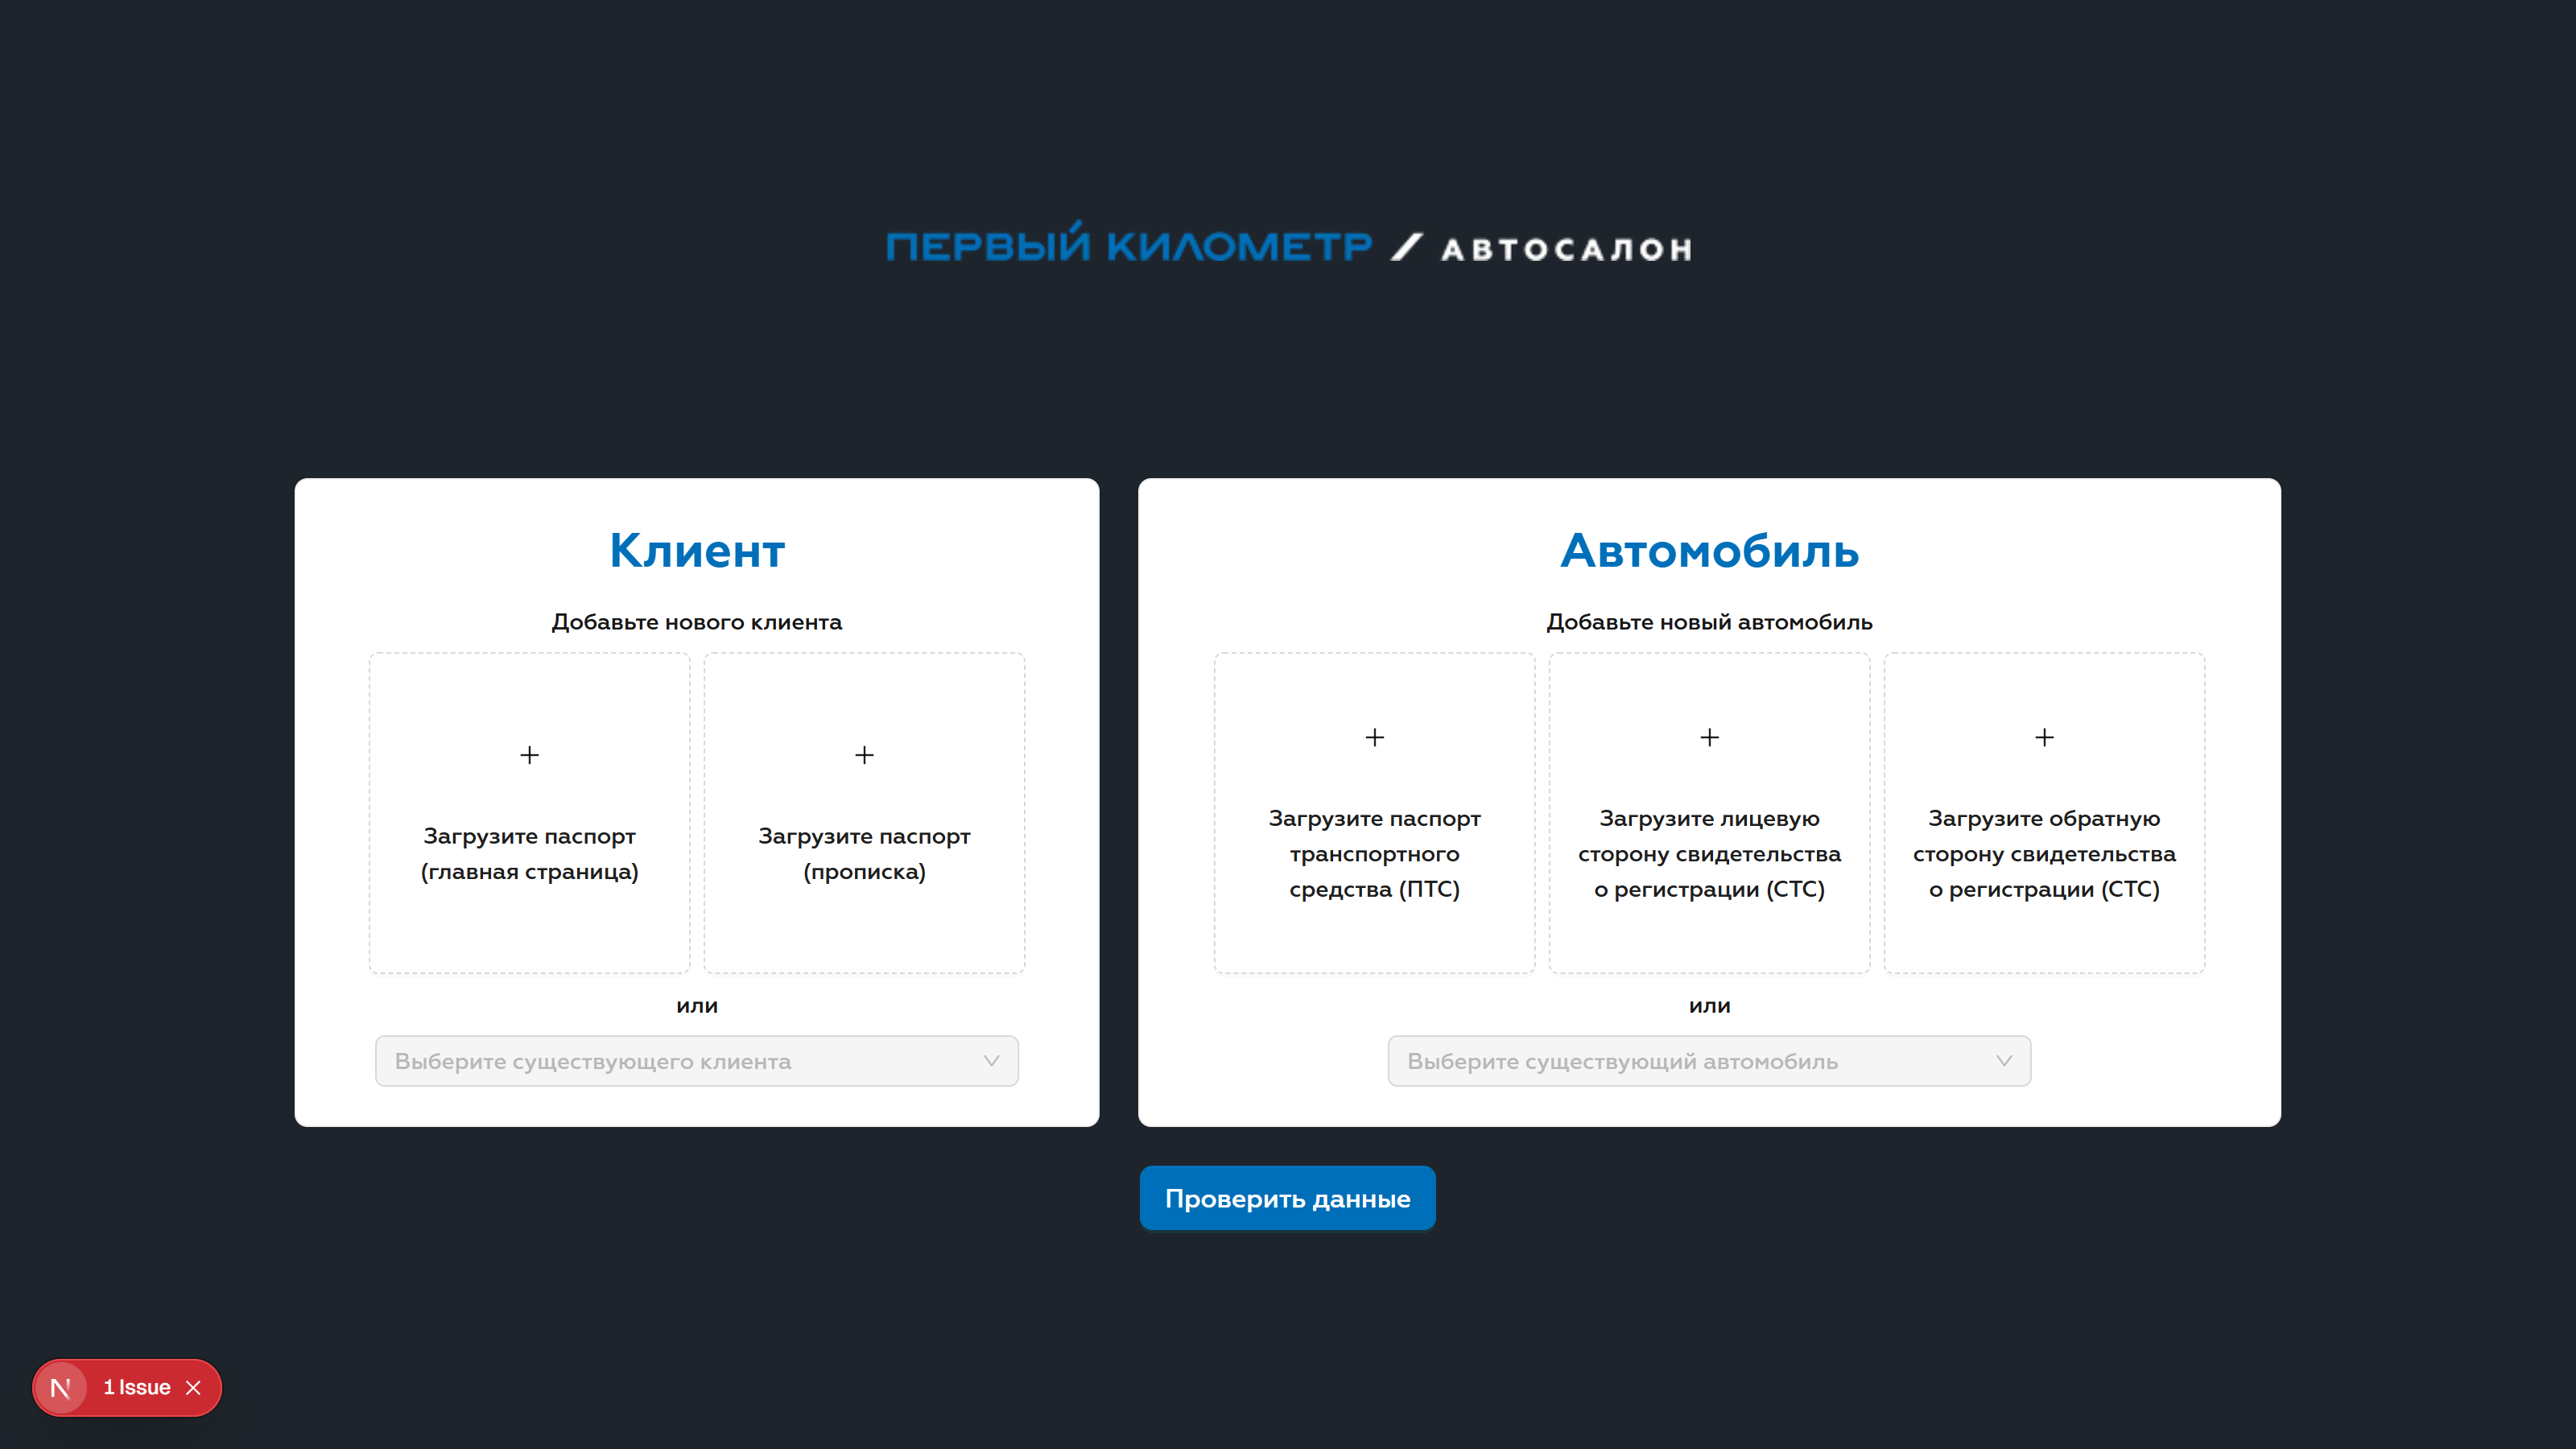 ПЕРВЫЙ КИЛОМЕТР / АВТОСАЛОН
Клиент
Добавьте нового клиента
Загрузите паспорт
(главная страница)
Загрузите паспорт
(прописка)
или
Выберите существующего клиента
Автомобиль
Добавьте новый автомобиль
Загрузите паспорт
транспортного
средства (ПТС)
Загрузите лицевую
сторону свидетельства
о регистрации (СТС)
Загрузите обратную
сторону свидетельства
о регистрации (СТС)
или
Выберите существующий автомобиль
Проверить данные
N 1 Issue